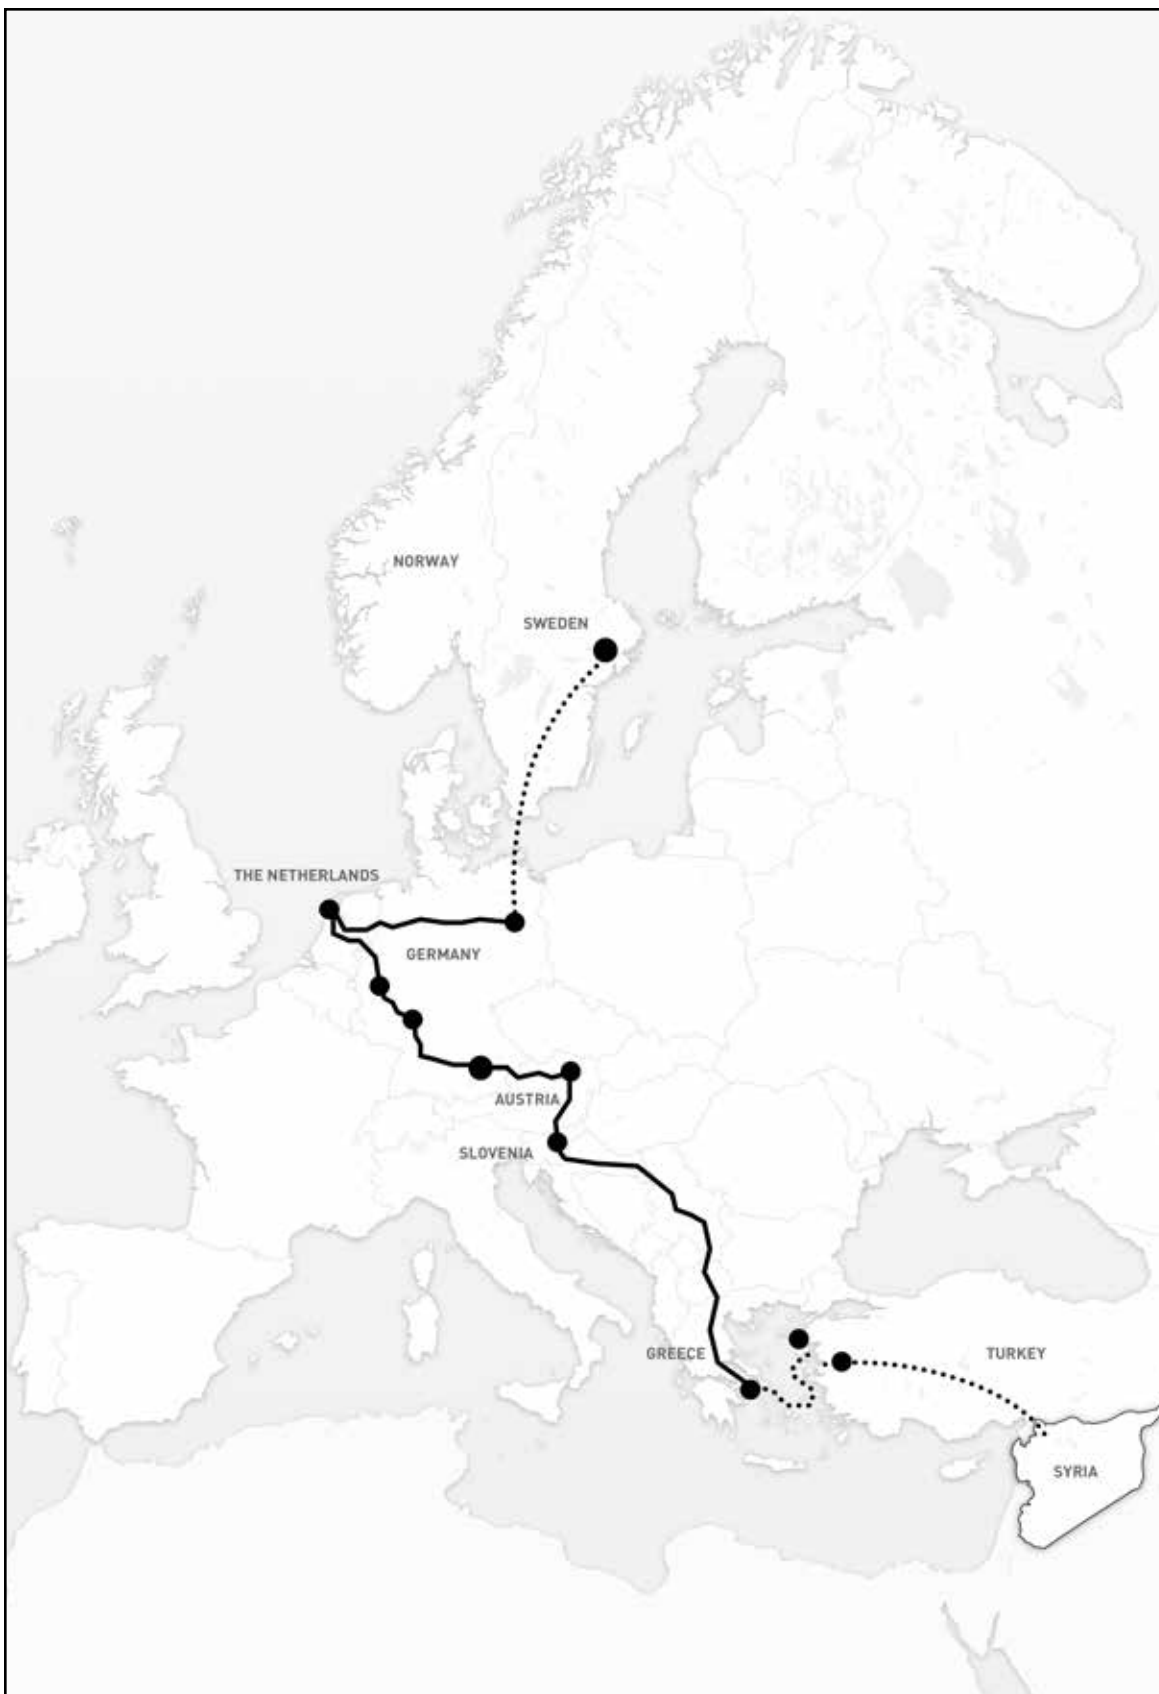 NORWAY
SWEDEN
THE NETHERLANDS
GERMANY
AUSTRIA
SLOVENIA
GREECE
TURKEY
SYRIA